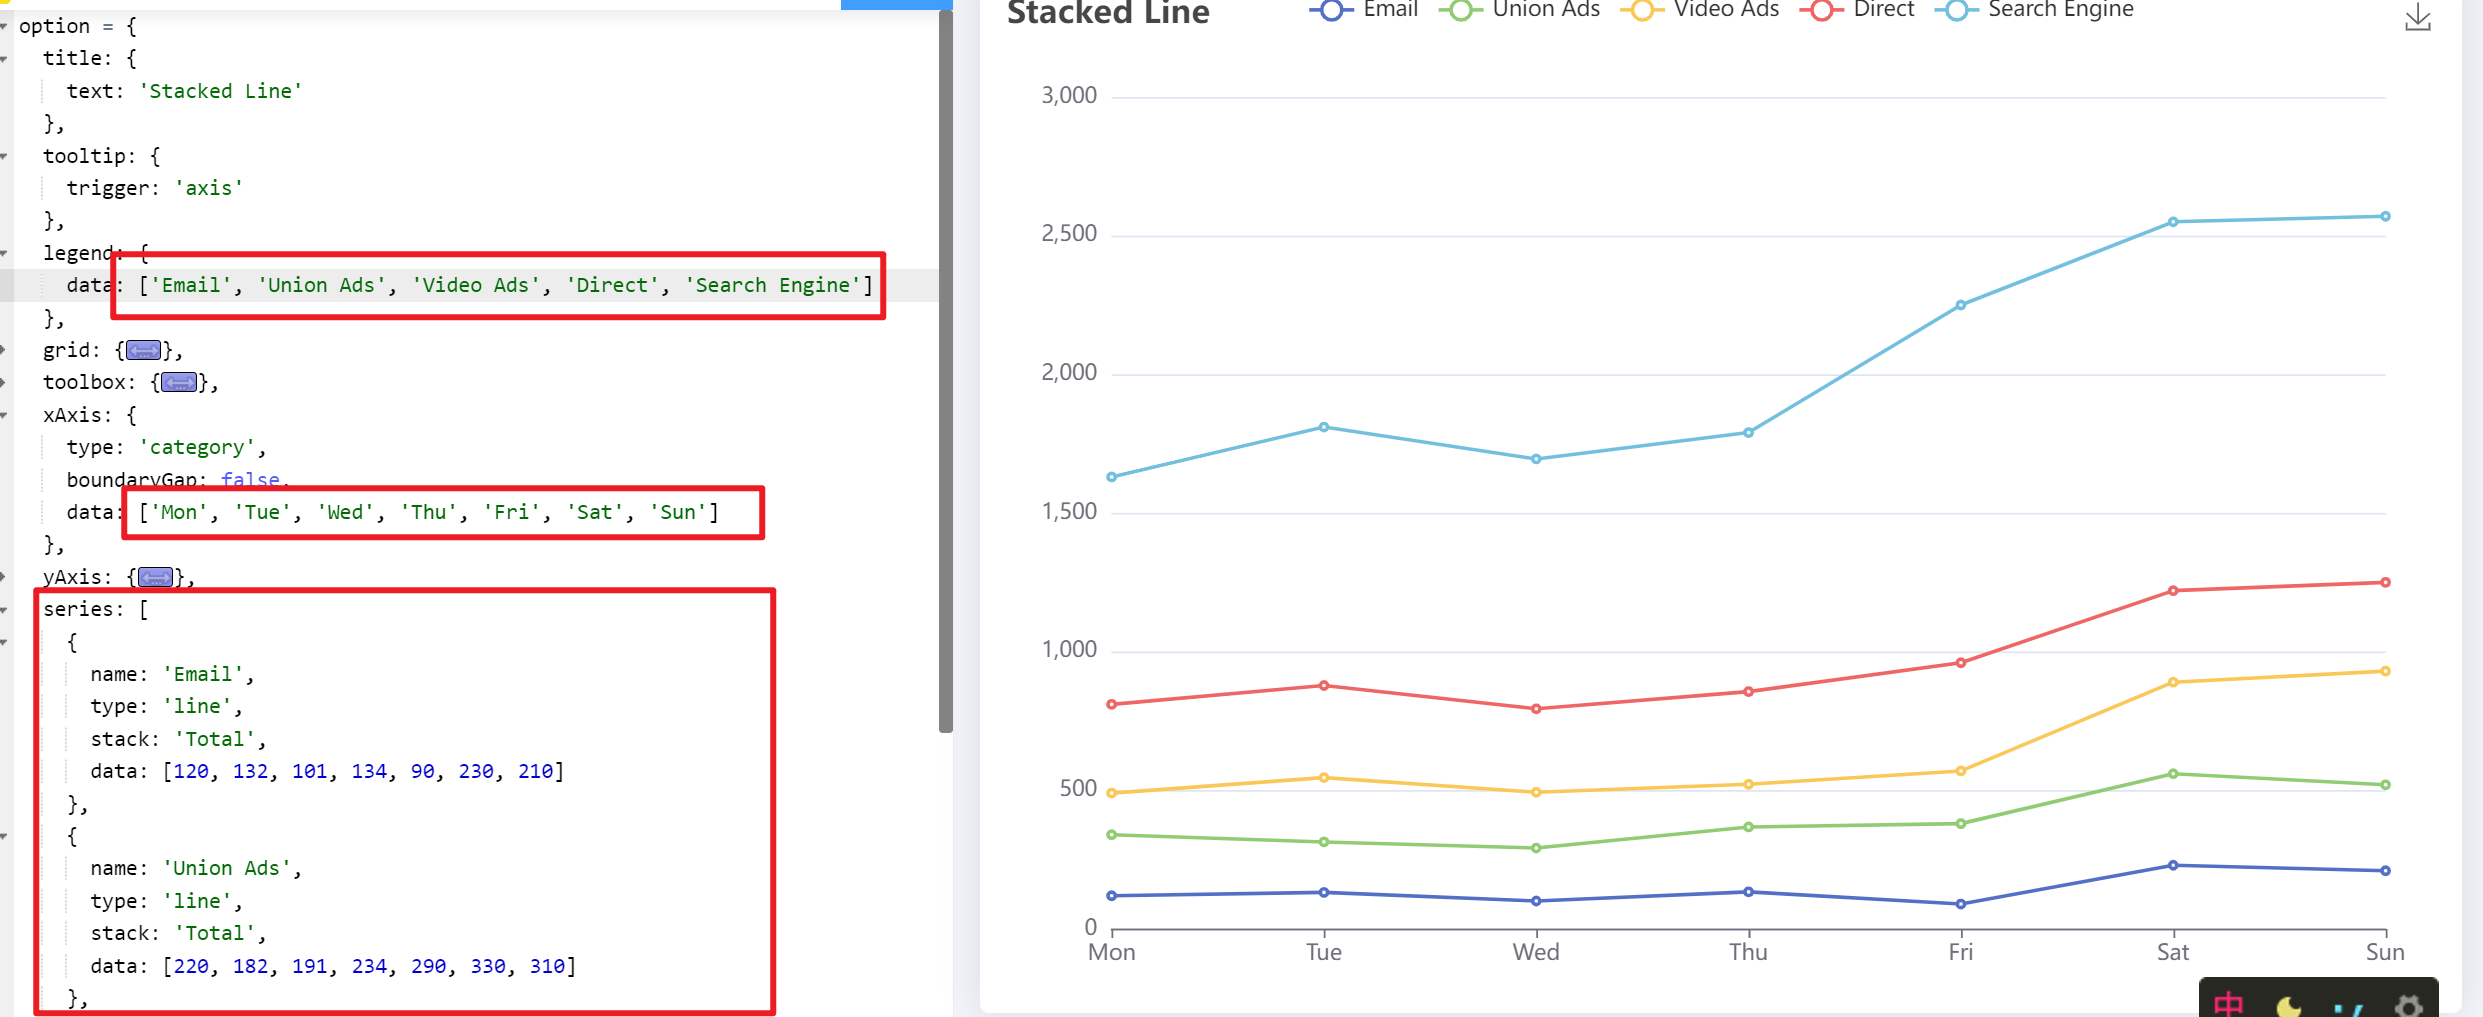 option = {
title: {
text: 'Stacked Line'
},
tooltip: {
trigger: 'axis'
},
legend: {
data: ['Email', 'Union Ads', 'Video Ads', 'Direct', 'Search Engine']
},
grid: {},
toolbox: {},
xAxis: {
type: 'category',
boundaryGap: false,
data: ['Mon', 'Tue', 'Wed', 'Thu', 'Fri', 'Sat', 'Sun']
},
yAxis: {},
series: [
{
name: 'Email',
type: 'line',
stack: 'Total',
data: [120, 132, 101, 134, 90, 230, 210]
},
{
name: 'Union Ads',
type: 'line',
stack: 'Total',
data: [220, 182, 191, 234, 290, 330, 310]
},
Stacked Line
Email Union Ads Video Ads Direct Search Engine
3,000
2,500
2,000
1,500
1,000
500
0
Mon Tue Wed Thu Fri Sat Sun
中